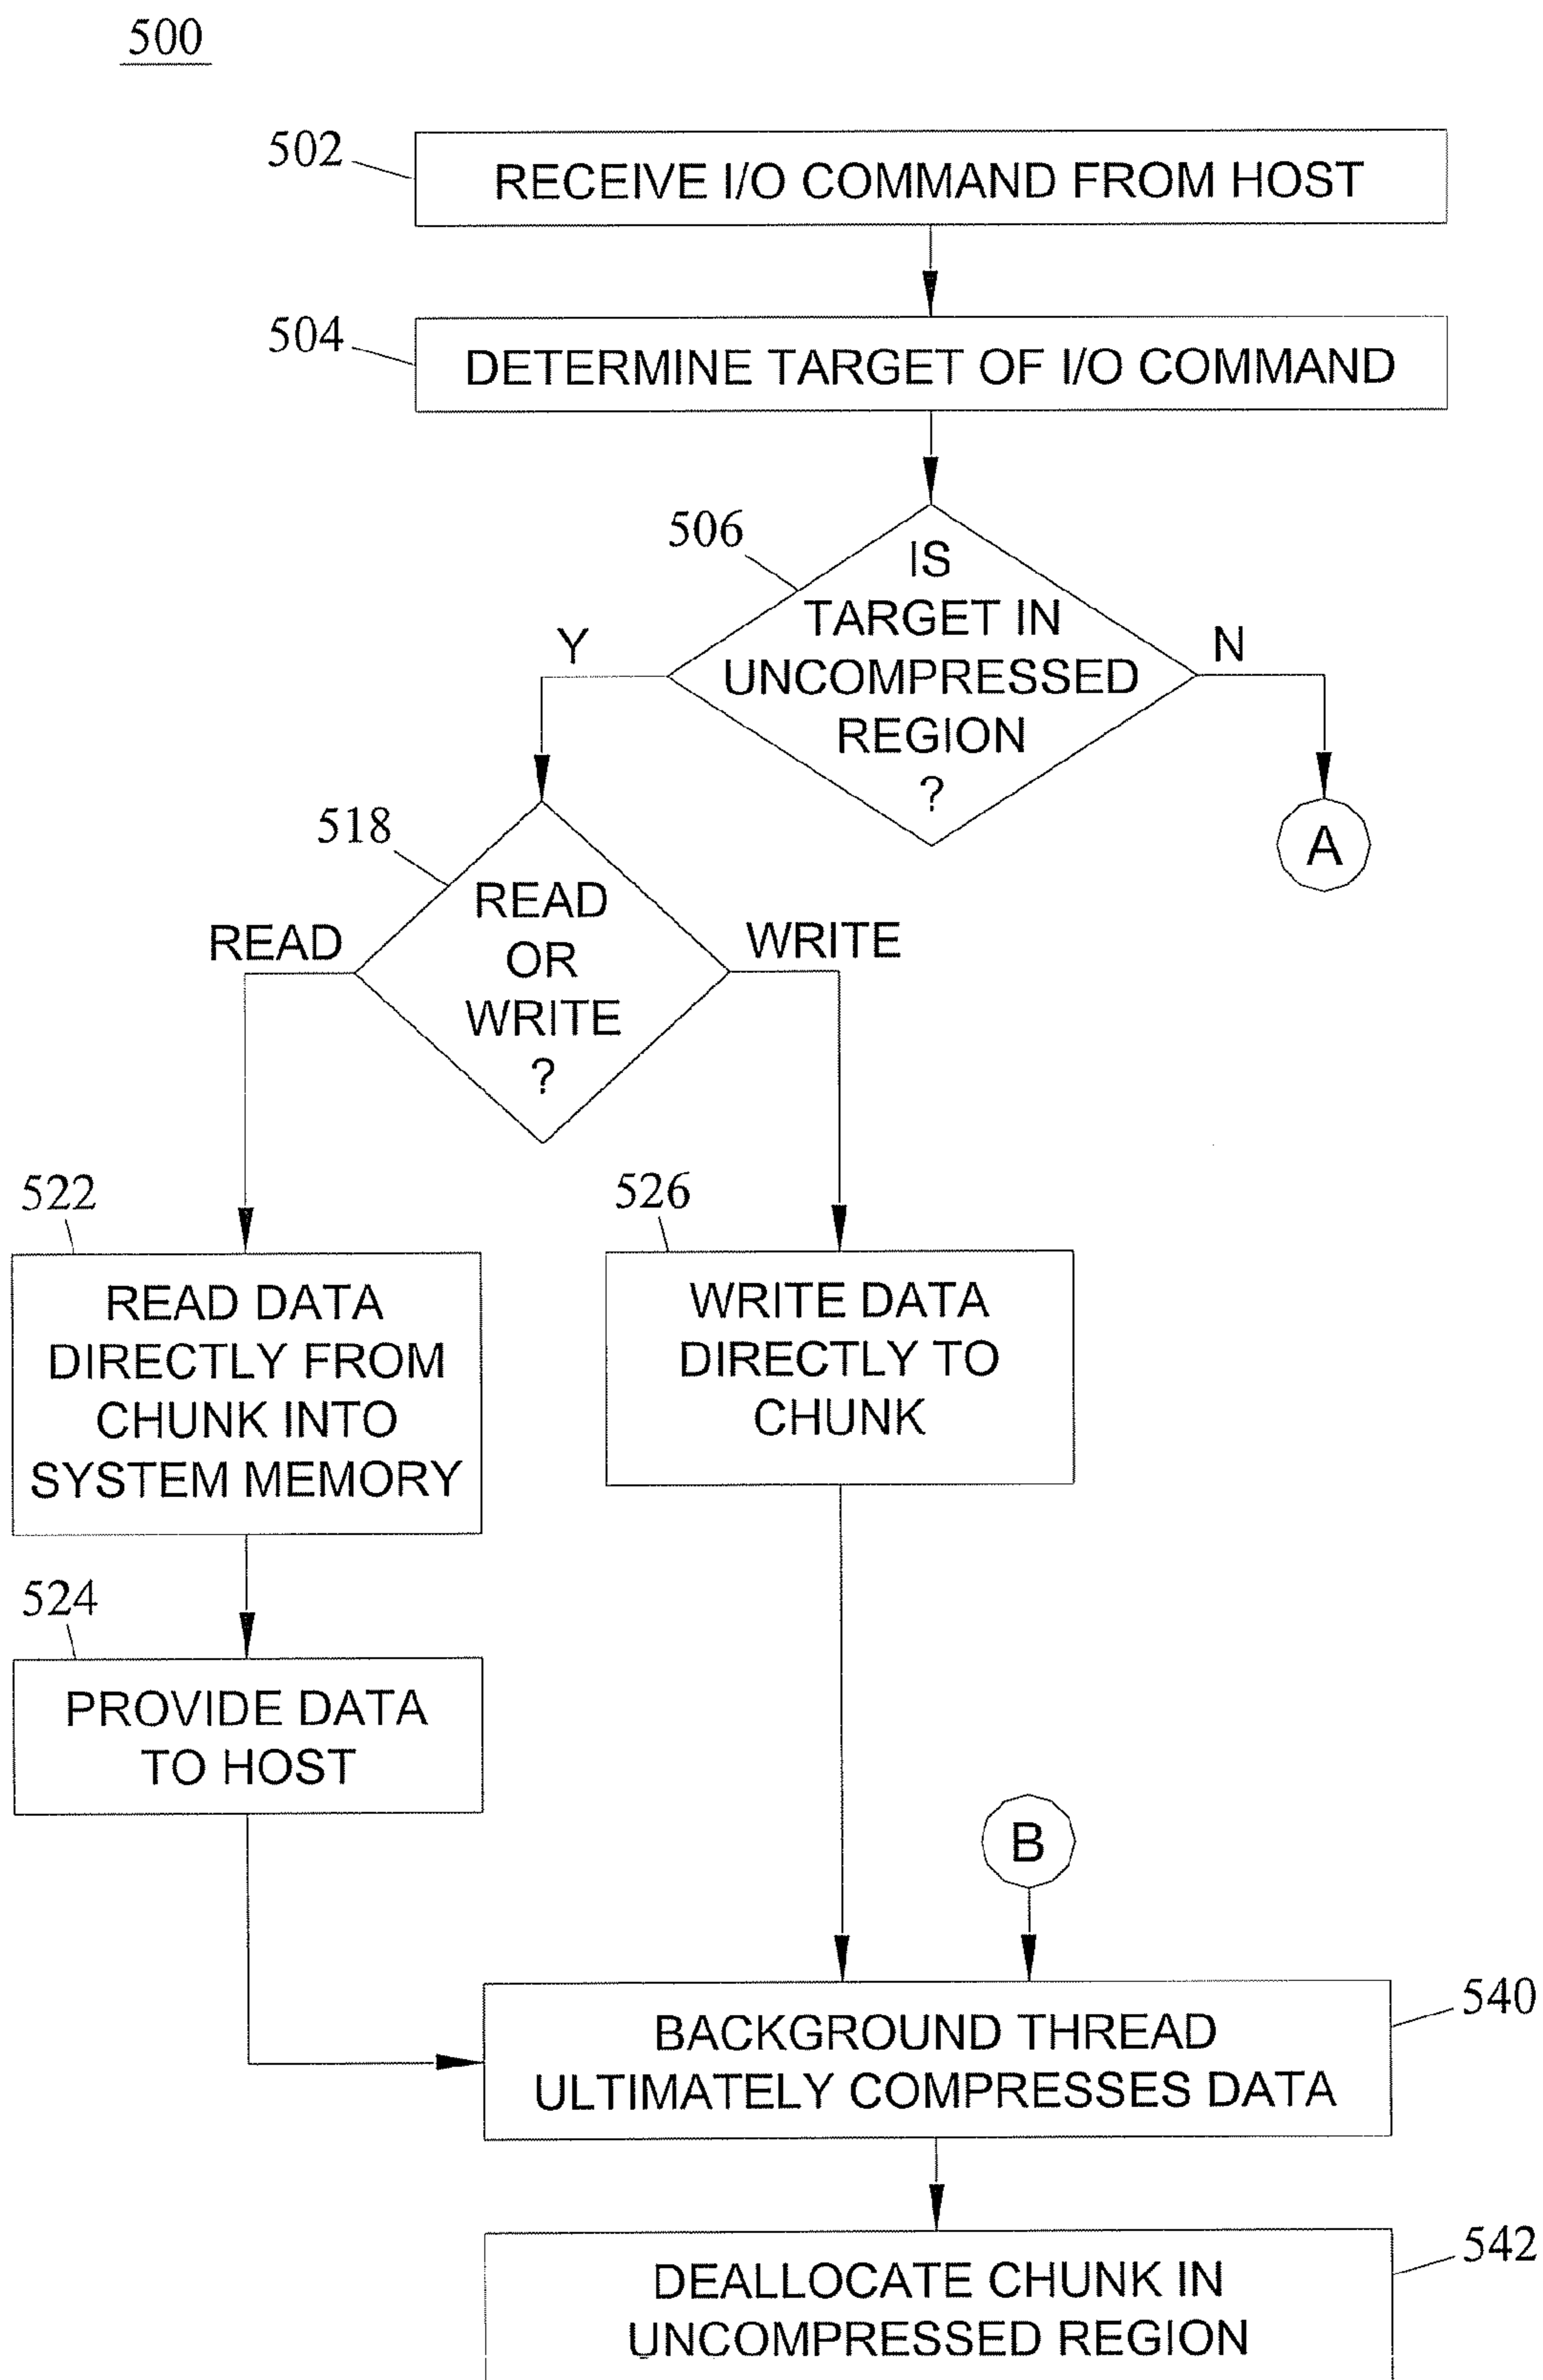 500
502
RECEIVE I/O COMMAND FROM HOST
504
DETERMINE TARGET OF I/O COMMAND
506
IS
TARGET IN
UNCOMPRESSED
REGION
?
Y
N
A
518
READ
OR
WRITE
?
READ
WRITE
522
READ DATA
DIRECTLY FROM
CHUNK INTO
SYSTEM MEMORY
526
WRITE DATA
DIRECTLY TO
CHUNK
524
PROVIDE DATA
TO HOST
B
540
BACKGROUND THREAD
ULTIMATELY COMPRESSES DATA
542
DEALLOCATE CHUNK IN
UNCOMPRESSED REGION